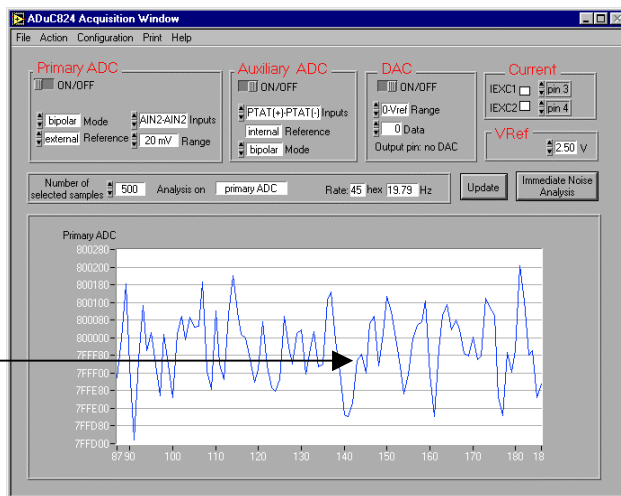 ADuC824 Acquisition Window
File Action Configuration Print Help
Primary ADC
ON/OFF
bipolar Mode
AIN2-AIN2 Inputs
external Reference
20 mV Range
Auxiliary ADC
ON/OFF
PTAT(+)-PTAT(-) Inputs
internal Reference
bipolar Mode
DAC
ON/OFF
0-Vref Range
0 Data
Output pin: no DAC
Current
IEXC1 pin 3
IEXC2 pin 4
VRef
2.50 V
Number of
selected samples 500
Analysis on primary ADC
Rate: 45 hex 19.79 Hz
Update
Immediate Noise
Analysis
Primary ADC
800280
800200
800180
800100
800080
800000
7FFF80
7FFF00
7FFE80
7FFE00
7FFD80
7FFD00
87 90 100 110 120 130 140 150 160 170 180 18